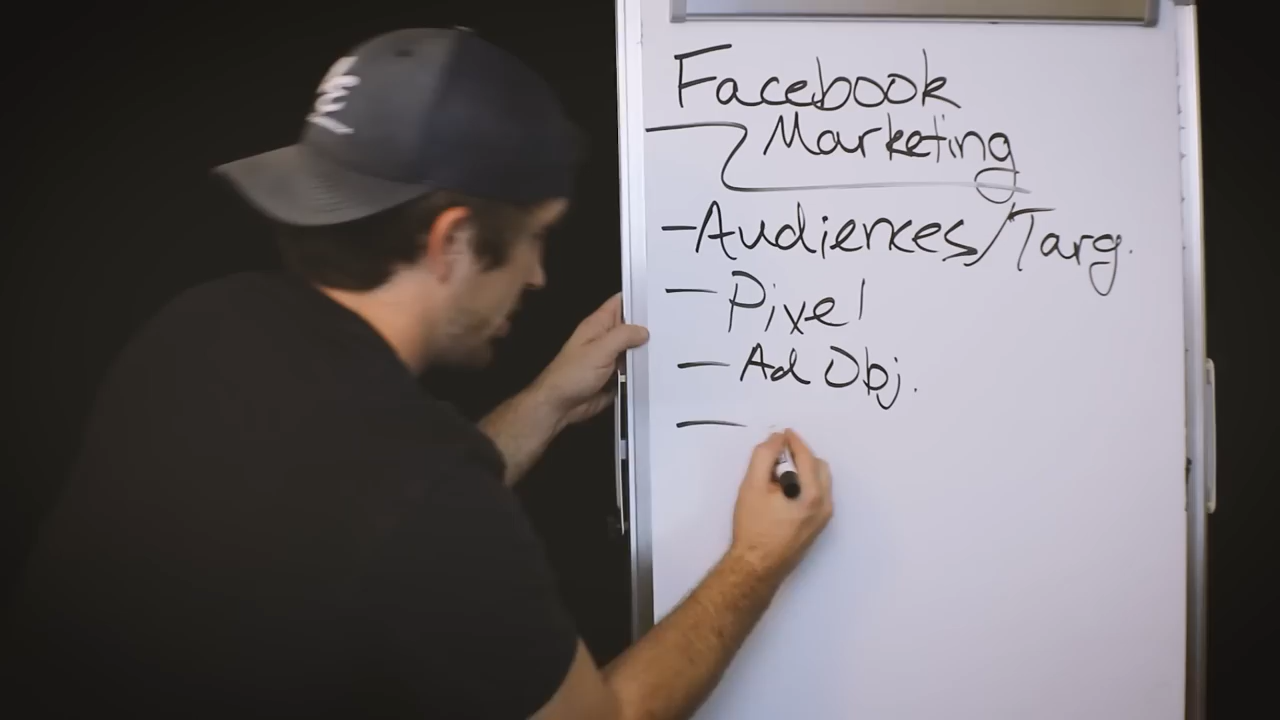 Facebook
Marketing
- Audiences/Targ.
- Pixel
- Ad Obj.
-